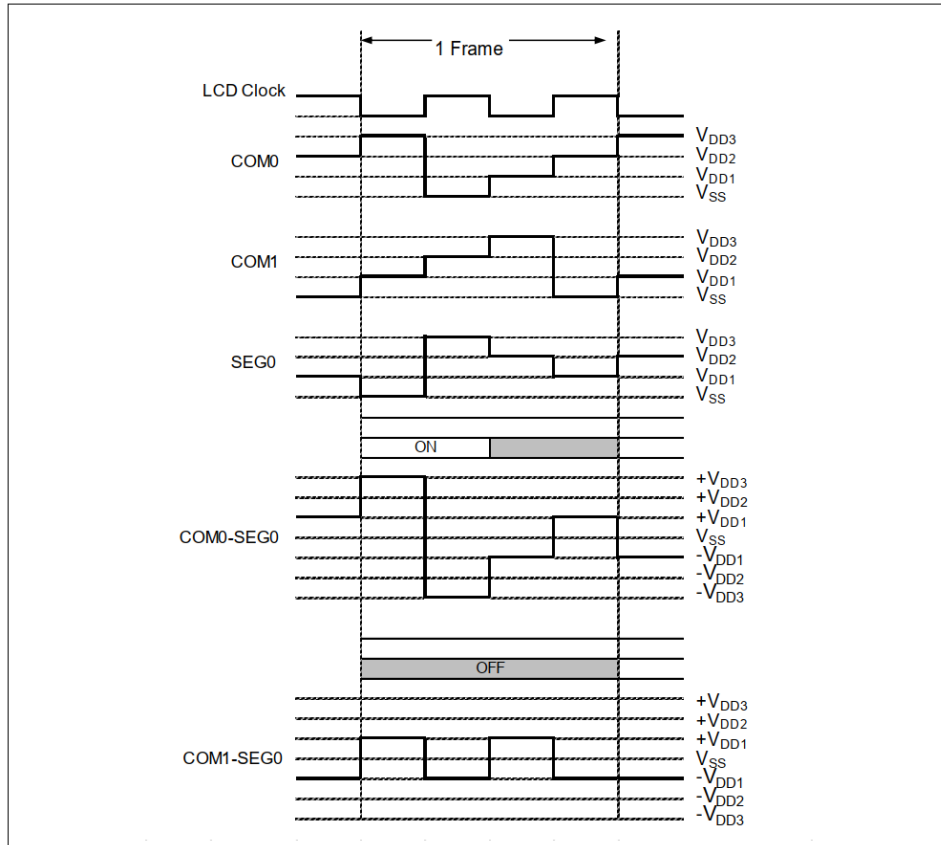 1 Frame
LCD Clock
COM0
VDD3
VDD2
VDD1
VSS
COM1
VDD3
VDD2
VDD1
VSS
SEG0
VDD3
VDD2
VDD1
VSS
ON
COM0-SEG0
+VDD3
+VDD2
+VDD1
VSS
-VDD1
-VDD2
-VDD3
OFF
COM1-SEG0
+VDD3
+VDD2
+VDD1
VSS
-VDD1
-VDD2
-VDD3